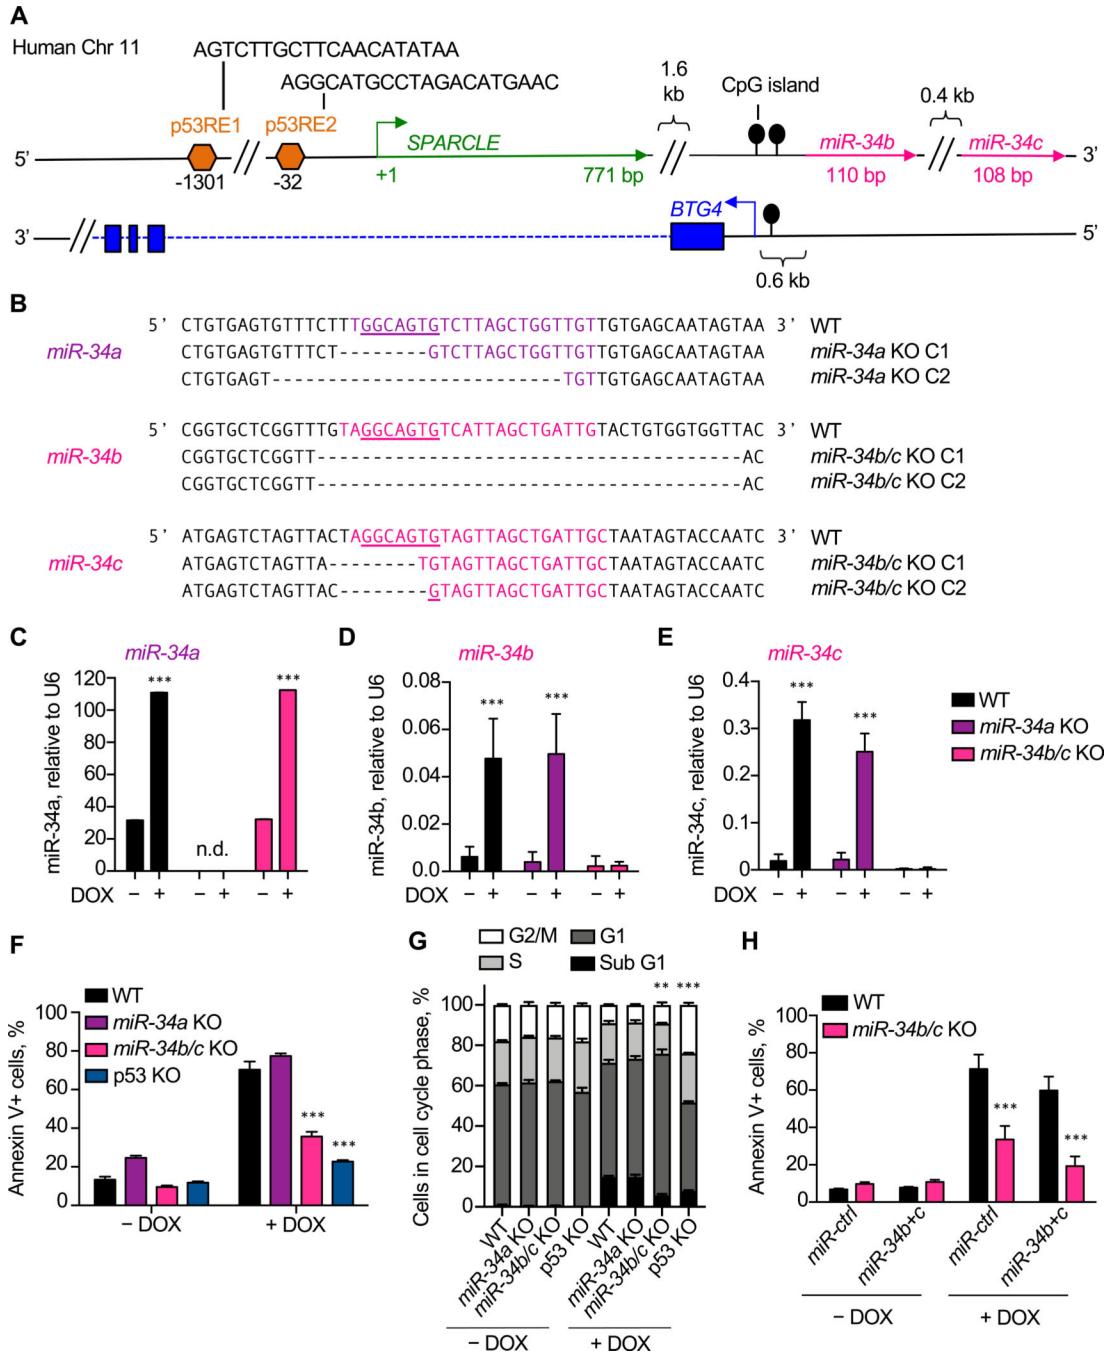 A
Human Chr 11
AGTCTTGCTTCAACATATAA
AGGCATGCCTAGACATGAAC
1.6 kb
CpG island
0.4 kb
p53RE1
p53RE2
SPARCLE
miR-34b
miR-34c
5’
3’
-1301
-32
+1
771 bp
110 bp
108 bp
BTG4
3’
5’
0.6 kb
B
5’ CTGTGAGTGTTTCTTTGGCAGTGTCTTAGCTGGTTGTTGTGAGCAATAGTAA 3’ WT
miR-34a
CTGTGAGTGTTTCT--------GTCTTAGCTGGTTGTTGTGAGCAATAGTAA miR-34a KO C1
CTGTGAGT---------------------------TGTTGTGAGCAATAGTAA miR-34a KO C2
5’ CGGTGCTCGGTTTGTAGGCAGTGTCATTAGCTGATTGTACTGTGGTGGTTAC 3’ WT
miR-34b
CGGTGCTCGGTT--------------------------------------AC miR-34b/c KO C1
CGGTGCTCGGTT--------------------------------------AC miR-34b/c KO C2
5’ ATGAGTCTAGTTACTAGGCAGTGTAGTTAGCTGATTGCTAATAGTACCAATC 3’ WT
miR-34c
ATGAGTCTAGTTA--------TGTAGTTAGCTGATTGCTAATAGTACCAATC miR-34b/c KO C1
ATGAGTCTAGTTAC--------GTAGTTAGCTGATTGCTAATAGTACCAATC miR-34b/c KO C2
C
miR-34a
miR-34a, relative to U6
120
100
80
60
40
20
0
***
n.d.
***
DOX − + − + − +
D
miR-34b
miR-34b, relative to U6
0.08
0.06
0.04
0.02
0.0
***
***
DOX − + − + − +
E
miR-34c
miR-34c, relative to U6
0.4
0.3
0.2
0.1
0
***
***
DOX − + − + − +
WT
miR-34a KO
miR-34b/c KO
F
WT
miR-34a KO
miR-34b/c KO
p53 KO
Annexin V+ cells, %
100
80
60
40
20
0
***
***
− DOX
+ DOX
G
G2/M
G1
S
Sub G1
Cells in cell cycle phase, %
100
80
60
40
20
0
**
***
WT
miR-34a KO
miR-34b/c KO
p53 KO
WT
miR-34a KO
miR-34b/c KO
p53 KO
− DOX
+ DOX
H
WT
miR-34b/c KO
Annexin V+ cells, %
100
80
60
40
20
0
***
***
miR-ctrl
miR-34b+c
miR-ctrl
miR-34b+c
− DOX
+ DOX